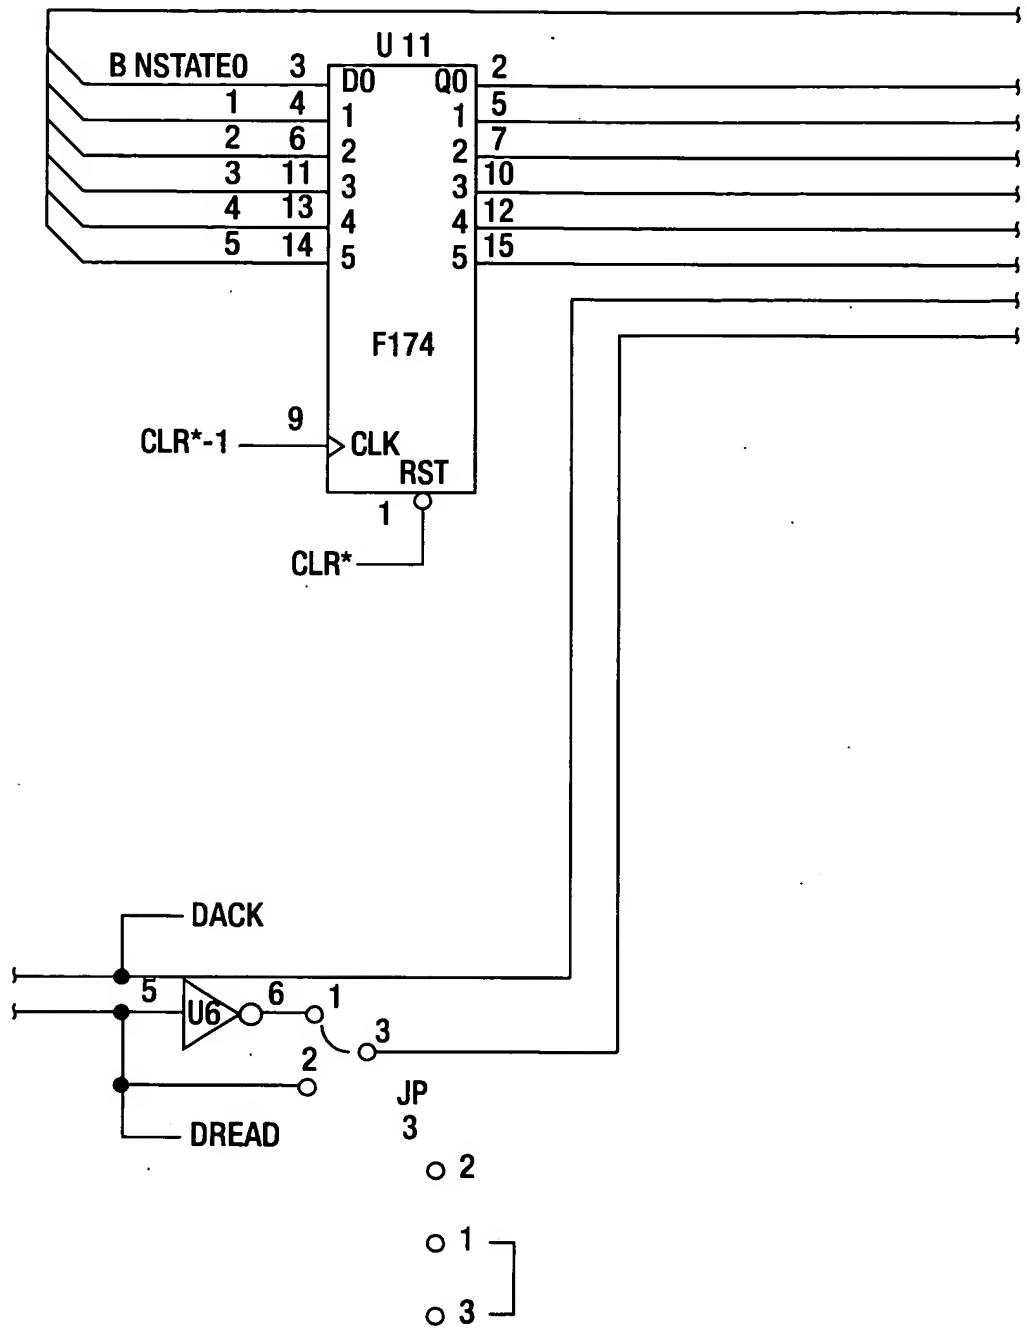 U 11
B NSTATE0 3 D0 Q0 2
1 4 1 1 5
2 6 2 2 7
3 11 3 3 10
4 13 4 4 12
5 14 5 5 15
F174
9
CLR*-1 CLK
RST
1
CLR*
DACK
5 U6 6 1
3
2
JP
3
DREAD
2
1
3